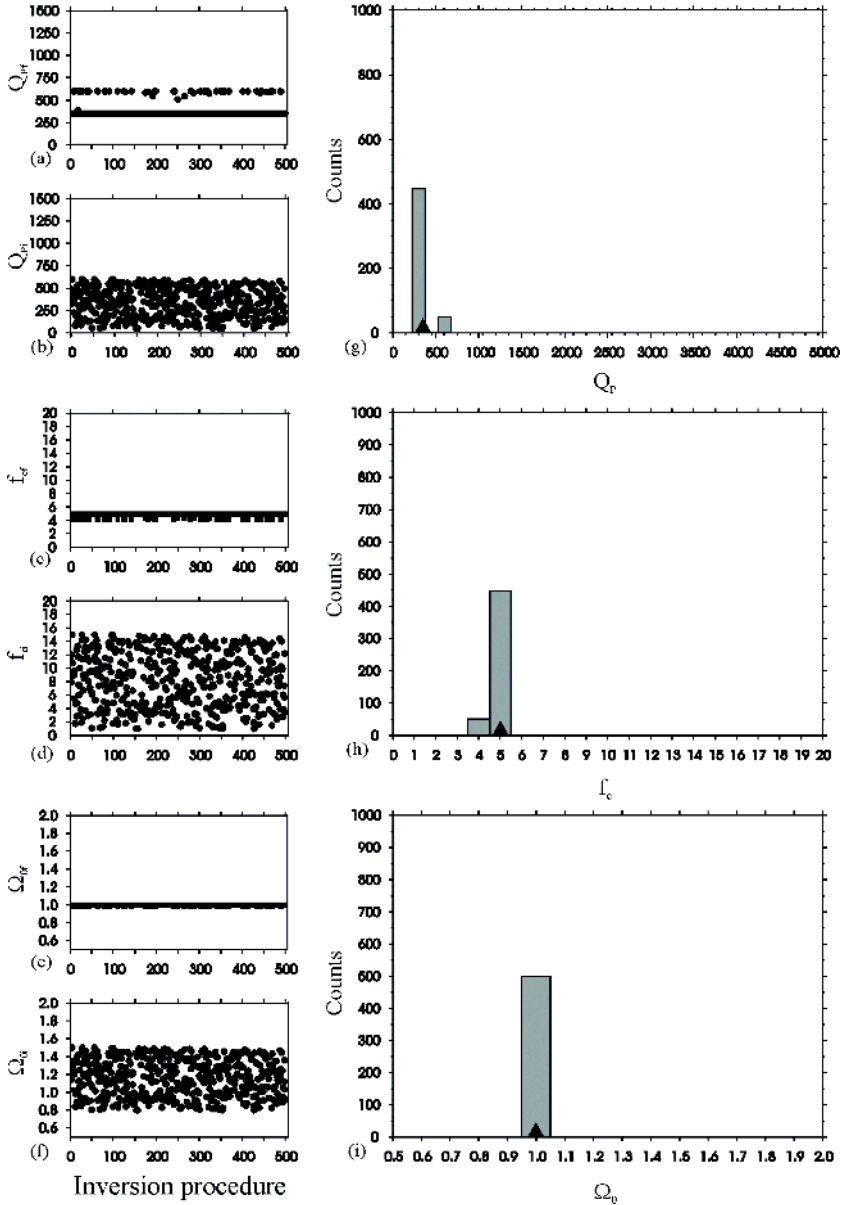 1500
1250
1000
750
500
250
0
Q_Pf
(a)
0 100 200 300 400 500
1500
1250
1000
750
500
250
0
Q_Pi
(b)
0 100 200 300 400 500
1000
800
600
400
200
0
Counts
(g)
0 500 1000 1500 2000 2500 3000 3500 4000 4500 5000
Q_P
20
18
16
14
12
10
8
6
4
2
0
f_cf
(c)
0 100 200 300 400 500
20
18
16
14
12
10
8
6
4
2
0
f_ci
(d)
0 100 200 300 400 500
1000
900
800
700
600
500
400
300
200
100
0
Counts
(h)
0 1 2 3 4 5 6 7 8 9 10 11 12 13 14 15 16 17 18 19 20
f_c
2.0
1.8
1.6
1.4
1.2
1.0
0.8
0.6
Ω_0f
(e)
0 100 200 300 400 500
2.0
1.8
1.6
1.4
1.2
1.0
0.8
0.6
Ω_0i
(f)
0 100 200 300 400 500
Inversion procedure
1000
900
800
700
600
500
400
300
200
100
0
Counts
(i)
0.5 0.6 0.7 0.8 0.9 1.0 1.1 1.2 1.3 1.4 1.5 1.6 1.7 1.8 1.9 2.0
Ω_0